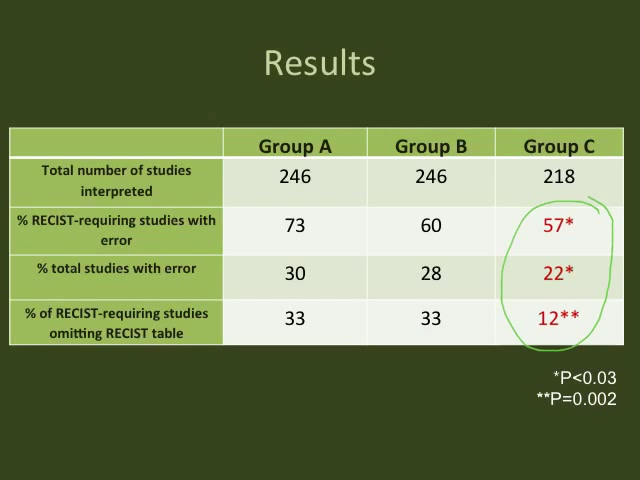 Results
Group A Group B Group C
Total number of studies
interpreted
246 246 218
% RECIST-requiring studies with
error
73 60 57*
% total studies with error
30 28 22*
% of RECIST-requiring studies
omitting RECIST table
33 33 12**
*P<0.03
**P=0.002